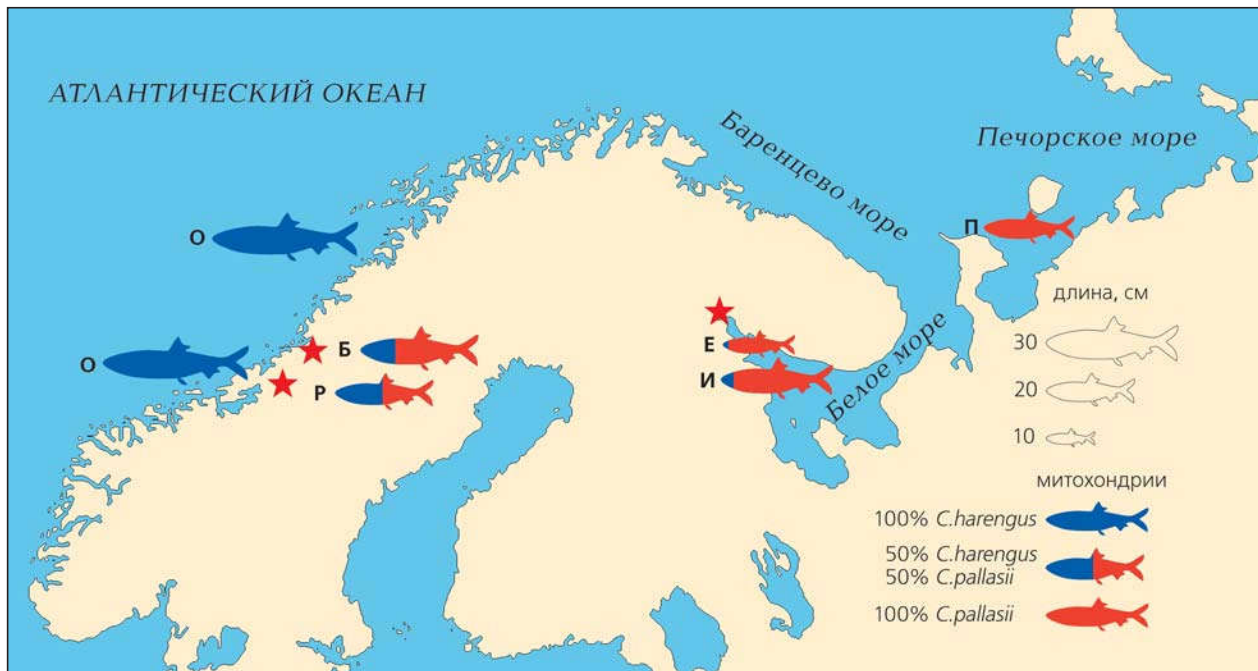 АТЛАНТИЧЕСКИЙ ОКЕАН
Баренцево море
Печорское море
О
П
длина, см
30
О
Б
Р
Е
И
Белое море
20
10
митохондрии
100% C.harengus
50% C.harengus
50% C.pallasii
100% C.pallasii